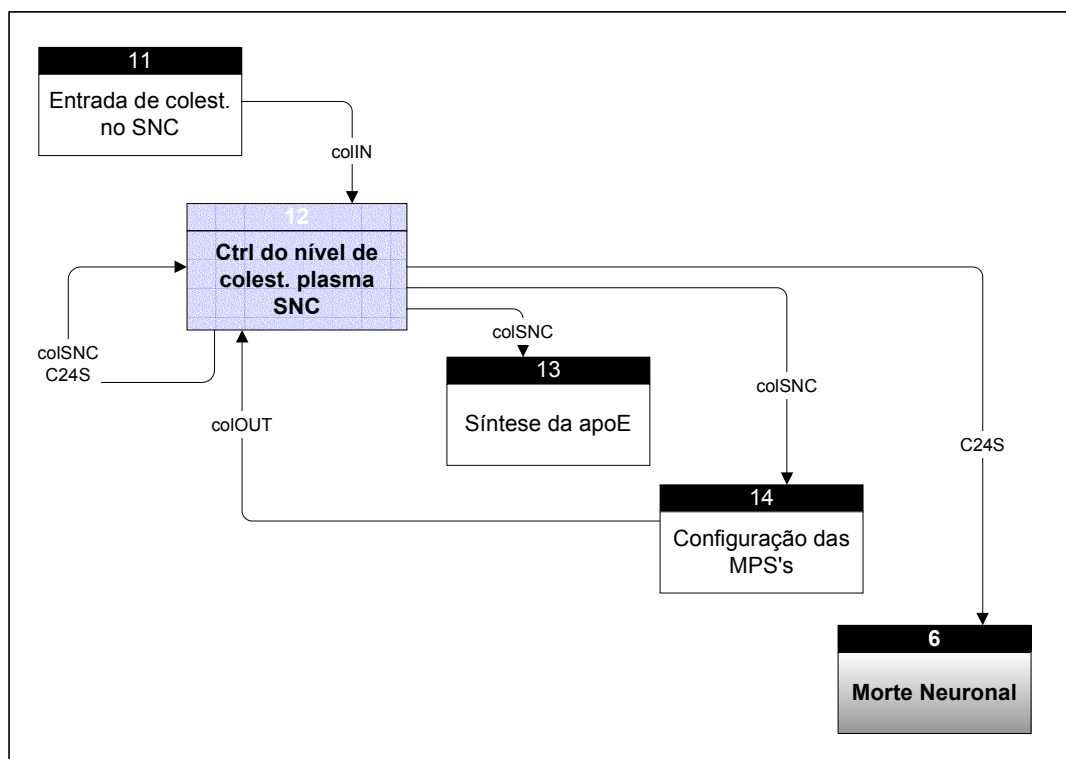 11
Entrada de colest.
no SNC
colIN
12
Ctrl do nível de
colest. plasma
SNC
colSNC
C24S
colOUT
colSNC
13
Síntese da apoE
colSNC
C24S
14
Configuração das
MPS's
6
Morte Neuronal